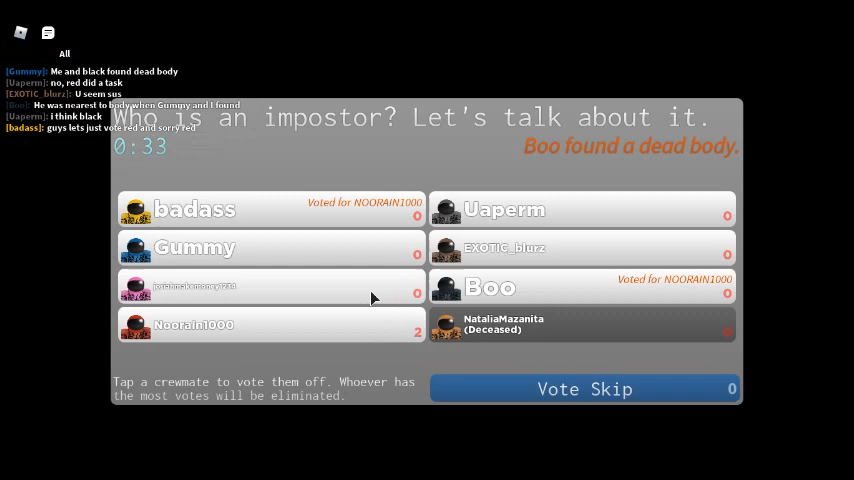 All
[Gummy]: Me and black found dead body
[Uaperm]: no, red did a task
[EXOTIC_blurz]: U seem sus
[Boo]: He was nearest to body when Gummy and I found
[Uaperm]: i think black
[badass]: guys lets just vote red and sorry red
Who is an impostor? Let's talk about it.
0:33
Boo found a dead body.
badass
Voted for NOORAIN1000
0
Uaperm
0
Gummy
0
EXOTIC_blurz
0
josiahmakemoney1234
0
Boo
Voted for NOORAIN1000
0
Noorain1000
2
NataliaMazanita
(Deceased)
0
Tap a crewmate to vote them off. Whoever has
the most votes will be eliminated.
Vote Skip
0